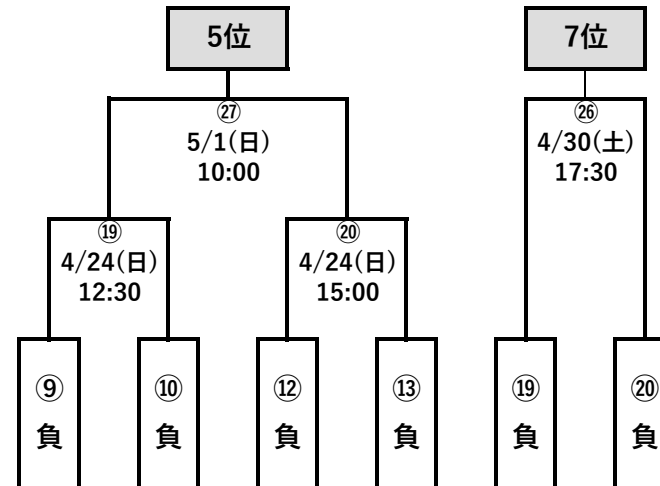 5位
7位
㉗
5/1(日)
10:00
㉖
4/30(土)
17:30
⑲
4/24(日)
12:30
⑳
4/24(日)
15:00
⑨
負
⑩
負
⑫
負
⑬
負
⑲
負
⑳
負